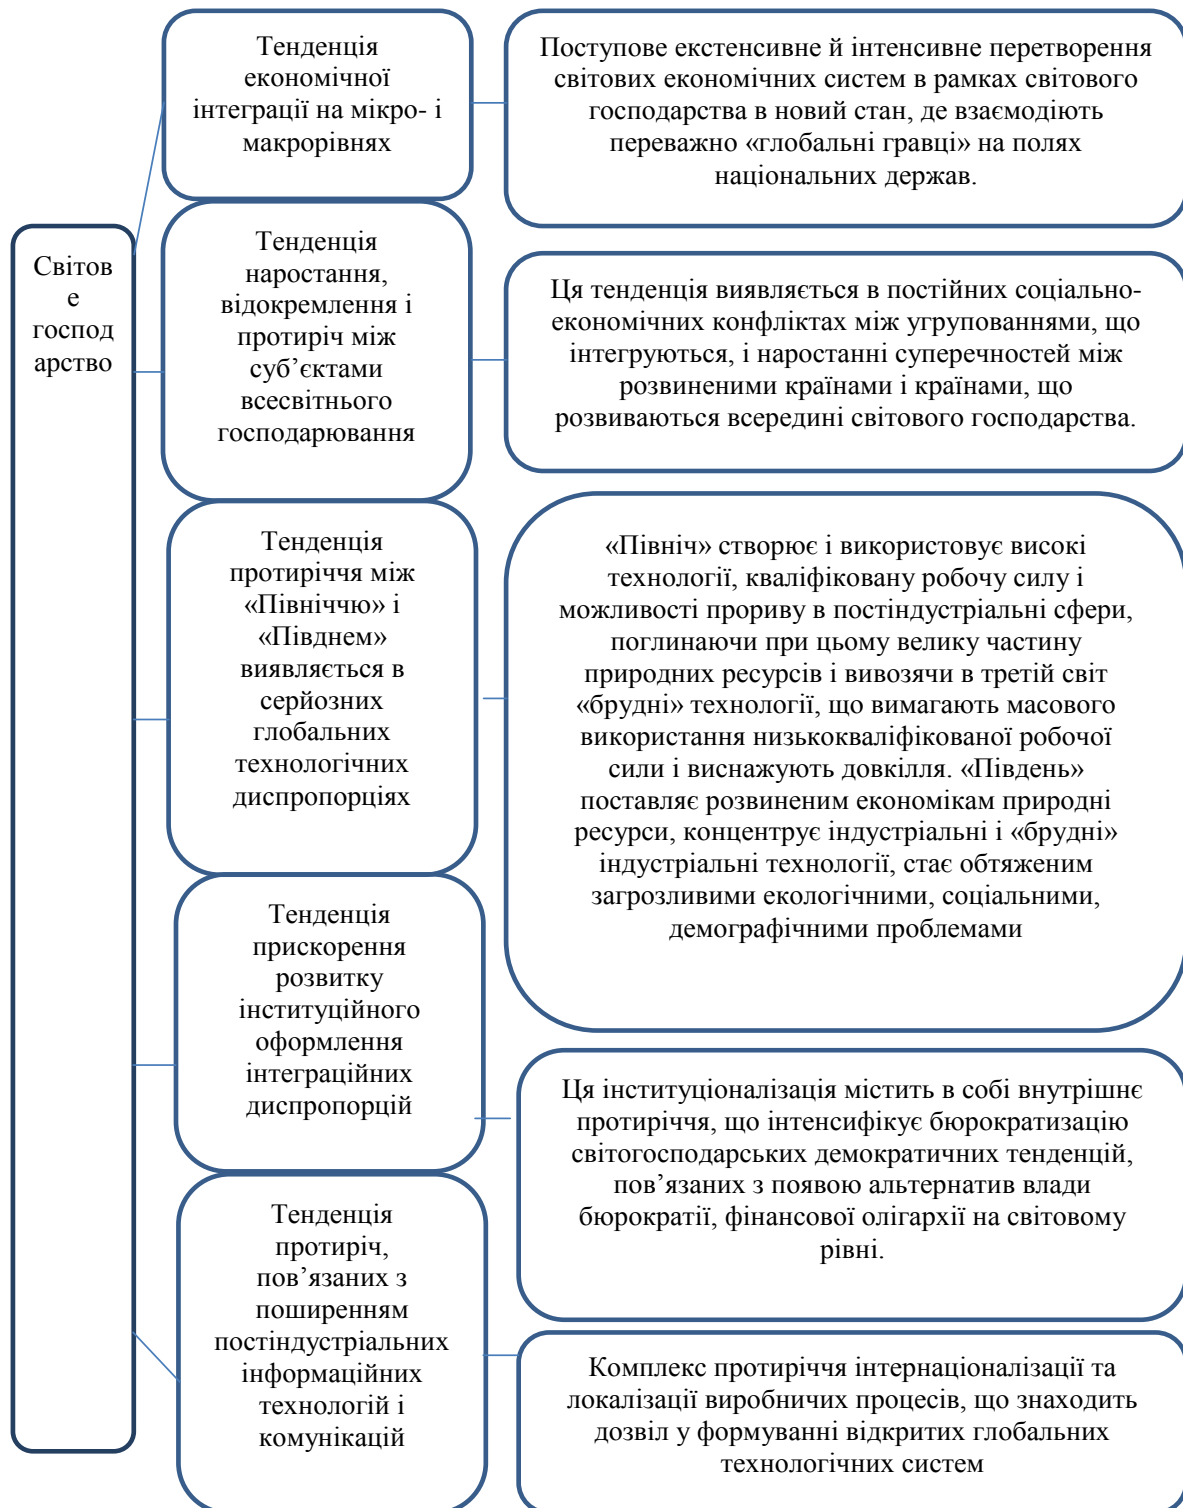 Світов
е
господ
арство
Тенденція
економічної
інтеграції на мікро- і
макрорівнях
Поступове екстенсивне й інтенсивне перетворення
світових економічних систем в рамках світового
господарства в новий стан, де взаємодіють
переважно «глобальні гравці» на полях
національних держав.
Тенденція
наростання,
відокремлення і
протиріч між
суб’єктами
всесвітнього
господарювання
Ця тенденція виявляється в постійних соціально-
економічних конфліктах між угрупованнями, що
інтегруються, і наростанні суперечностей між
розвиненими країнами і країнами, що
розвиваються всередині світового господарства.
Тенденція
протиріччя між
«Північчю» і
«Півднем»
виявляється в
серйозних
глобальних
технологічних
диспропорціях
«Північ» створює і використовує високі
технології, кваліфіковану робочу силу і
можливості прориву в постіндустріальні сфери,
поглинаючи при цьому велику частину
природних ресурсів і вивозячи в третій світ
«брудні» технології, що вимагають масового
використання низькокваліфікованої робочої
сили і виснажують довкілля. «Південь»
поставляє розвиненим економікам природні
ресурси, концентрує індустріальні і «брудні»
індустріальні технології, стає обтяженим
загрозливими екологічними, соціальними,
демографічними проблемами
Тенденція
прискорення
розвитку
інституційного
оформлення
інтеграційних
диспропорцій
Ця інституціоналізація містить в собі внутрішнє
протиріччя, що інтенсифікує бюрократизацію
світогосподарських демократичних тенденцій,
пов’язаних з появою альтернатив влади
бюрократії, фінансової олігархії на світовому
рівні.
Тенденція
протиріч,
пов’язаних з
поширенням
постіндустріальних
інформаційних
технологій і
комунікацій
Комплекс протиріччя інтернаціоналізації та
локалізації виробничих процесів, що знаходить
дозвіл у формуванні відкритих глобальних
технологічних систем